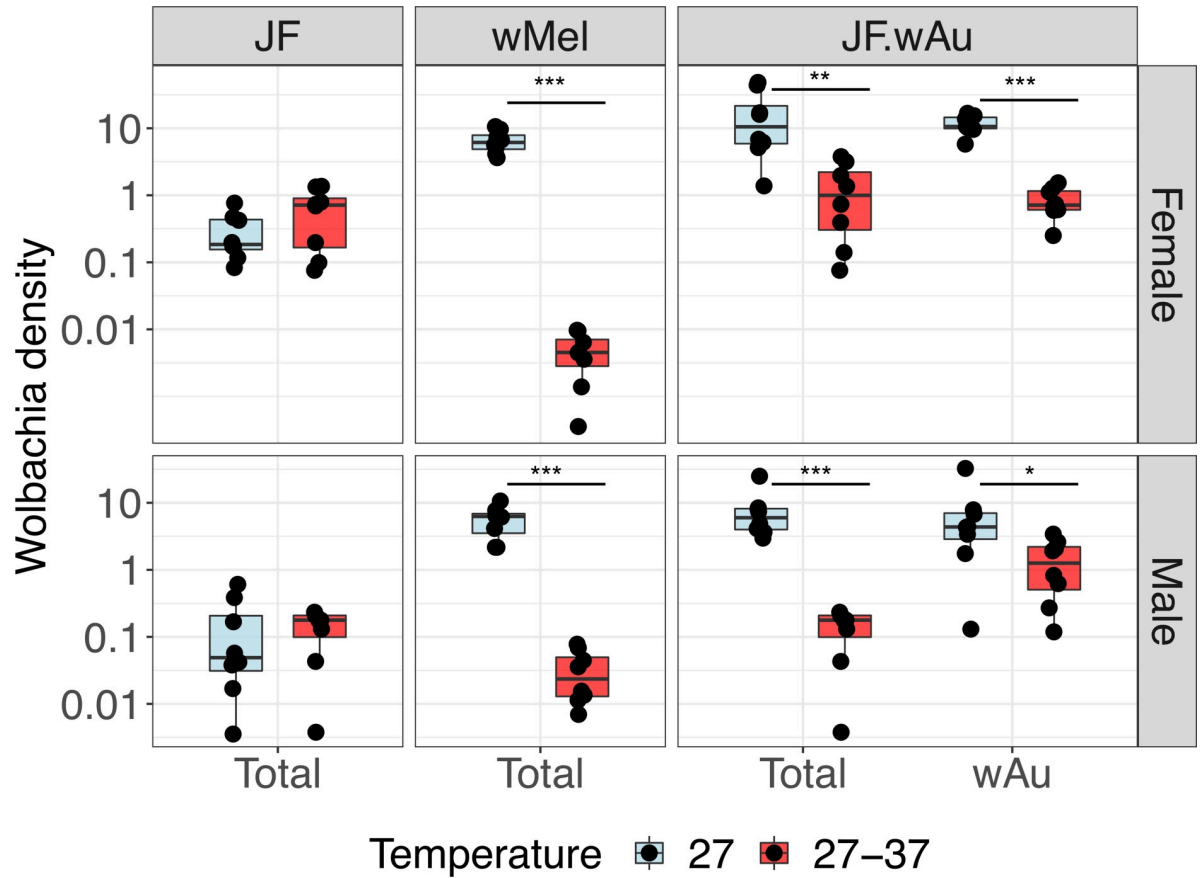 JF wMel JF.wAu
*** ** ***
10
1
0.1
0.01
Female
*** *** *
10
1
0.1
0.01
Male
Wolbachia density
Total Total Total wAu
Temperature 27 27−37